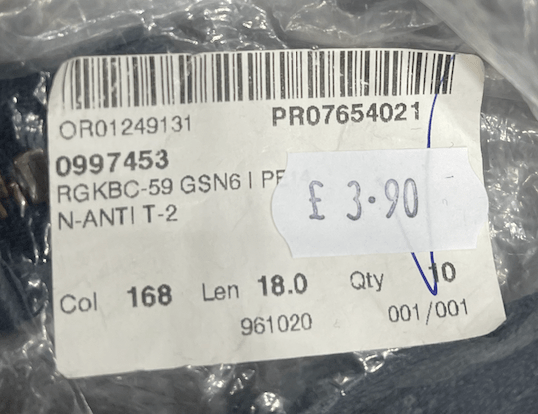 OR01249131
PR07654021
0997453
RGKBC-59 GSN6 I
N-ANTI T-2
£ 3.90
Col 168 Len 18.0 Qty 10
961020 001/001